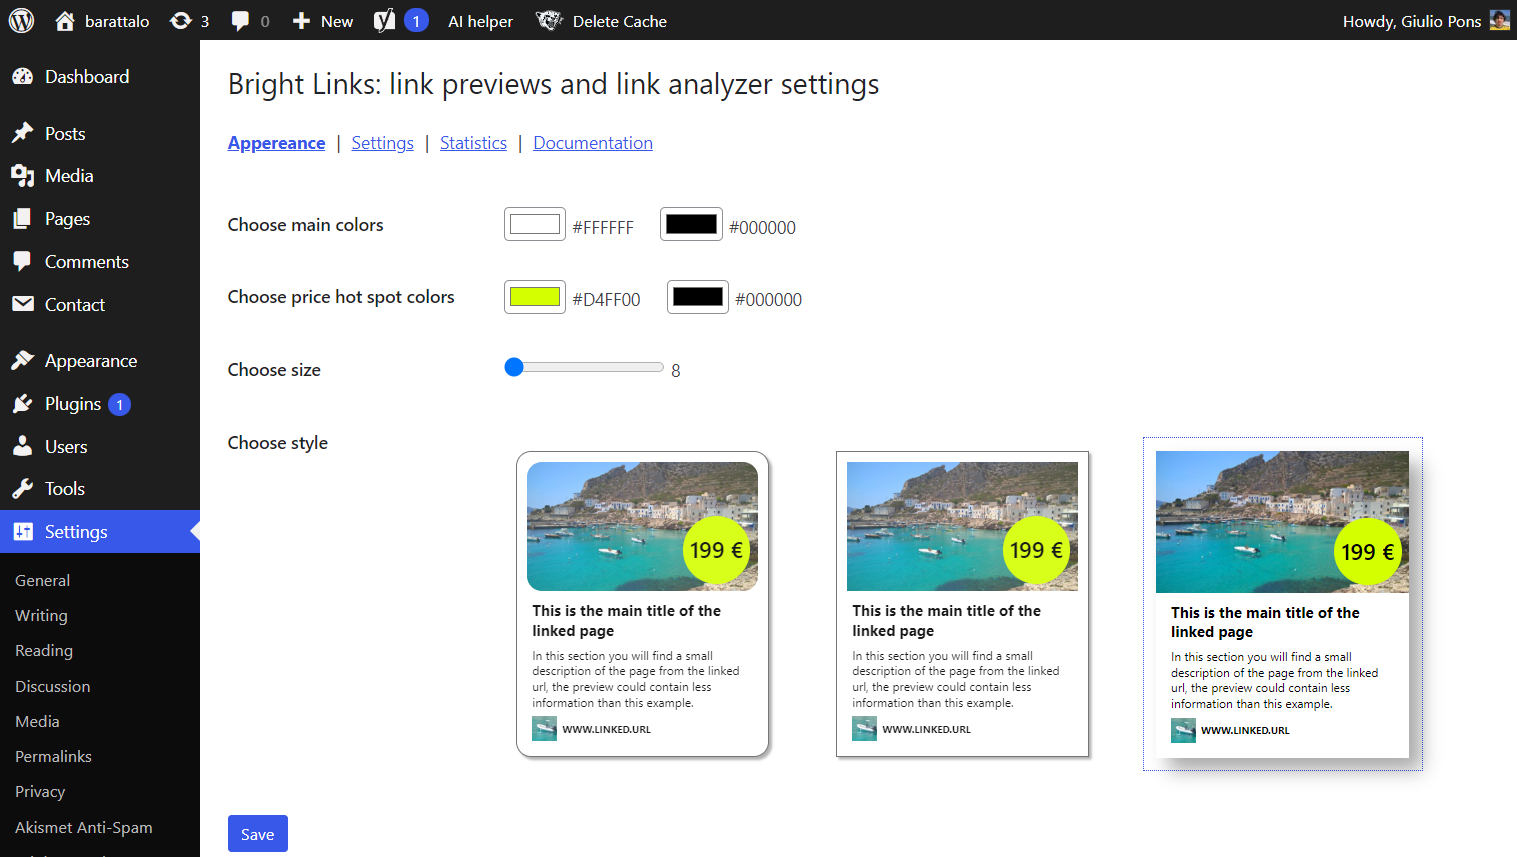 barattalo 3 0 New 1 AI helper Delete Cache Howdy, Giulio Pons
Dashboard
Posts
Media
Pages
Comments
Contact
Appearance
Plugins 1
Users
Tools
Settings
General
Writing
Reading
Discussion
Media
Permalinks
Privacy
Akismet Anti-Spam
Bright Links: link previews and link analyzer settings
Appereance | Settings | Statistics | Documentation
Choose main colors #FFFFFF #000000
Choose price hot spot colors #D4FF00 #000000
Choose size 8
Choose style
199 €
This is the main title of the
linked page
In this section you will find a small
description of the page from the linked
url, the preview could contain less
information than this example.
WWW.LINKED.URL
199 €
This is the main title of the
linked page
In this section you will find a small
description of the page from the linked
url, the preview could contain less
information than this example.
WWW.LINKED.URL
199 €
This is the main title of the
linked page
In this section you will find a small
description of the page from the linked
url, the preview could contain less
information than this example.
WWW.LINKED.URL
Save